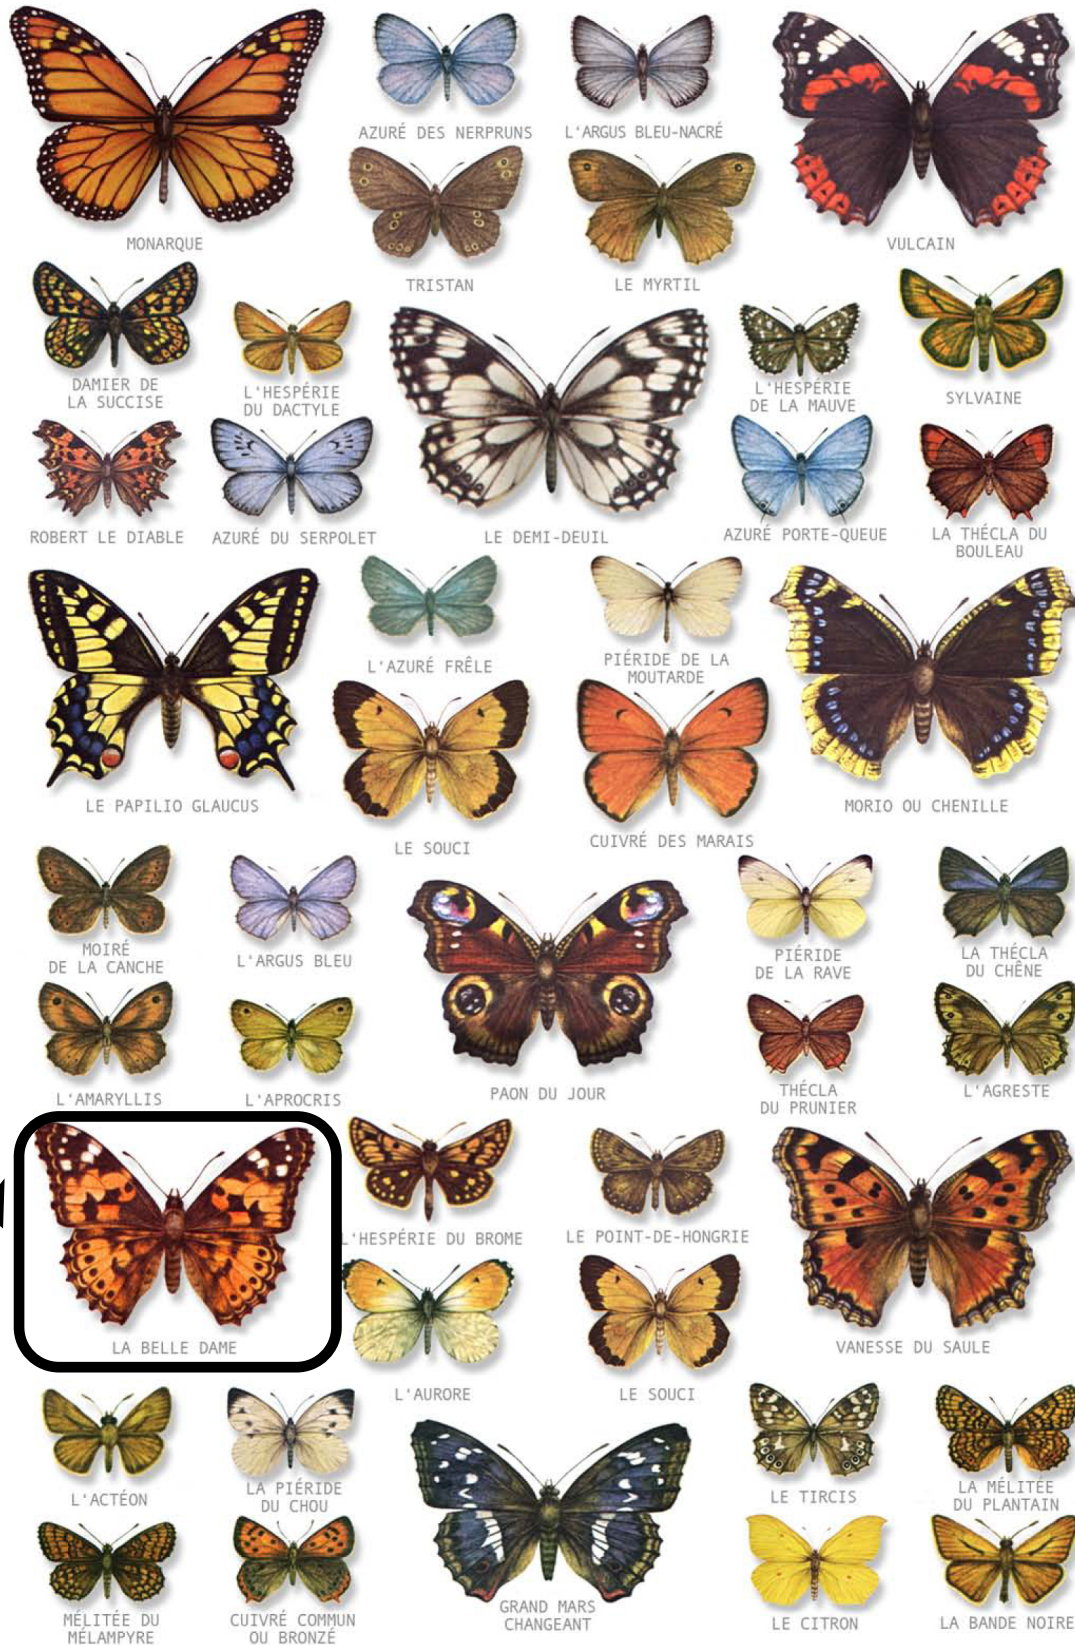 AZURÉ DES NERPRUNS
L'ARGUS BLEU-NACRÉ
MONARQUE
VULCAIN
TRISTAN
LE MYRTIL
DAMIER DE
LA SUCCISE
L'HESPÉRIE
DU DACTYLE
L'HESPÉRIE
DE LA MAUVE
SYLVAINE
ROBERT LE DIABLE
AZURÉ DU SERPOLET
LE DEMI-DEUIL
AZURÉ PORTE-QUEUE
LA THÉCLA DU
BOULEAU
L'AZURÉ FRÊLE
PIÉRIDE DE LA
MOUTARDE
LE PAPILIO GLAUCUS
MORIO OU CHENILLE
LE SOUCI
CUIVRÉ DES MARAIS
MOIRÉ
DE LA CANCHE
L'ARGUS BLEU
PIÉRIDE
DE LA RAVE
LA THÉCLA
DU CHÊNE
L'AMARYLLIS
L'APROCRIS
PAON DU JOUR
THÉCLA
DU PRUNIER
L'AGRESTE
L'HESPÉRIE DU BROME
LE POINT-DE-HONGRIE
LA BELLE DAME
VANESSE DU SAULE
L'AURORE
LE SOUCI
L'ACTÉON
LA PIÉRIDE
DU CHOU
LE TIRCIS
LA MÉLITÉE
DU PLANTAIN
MÉLITÉE DU
MÉLAMPYRE
CUIVRÉ COMMUN
OU BRONZÉ
GRAND MARS
CHANGEANT
LE CITRON
LA BANDE NOIRE